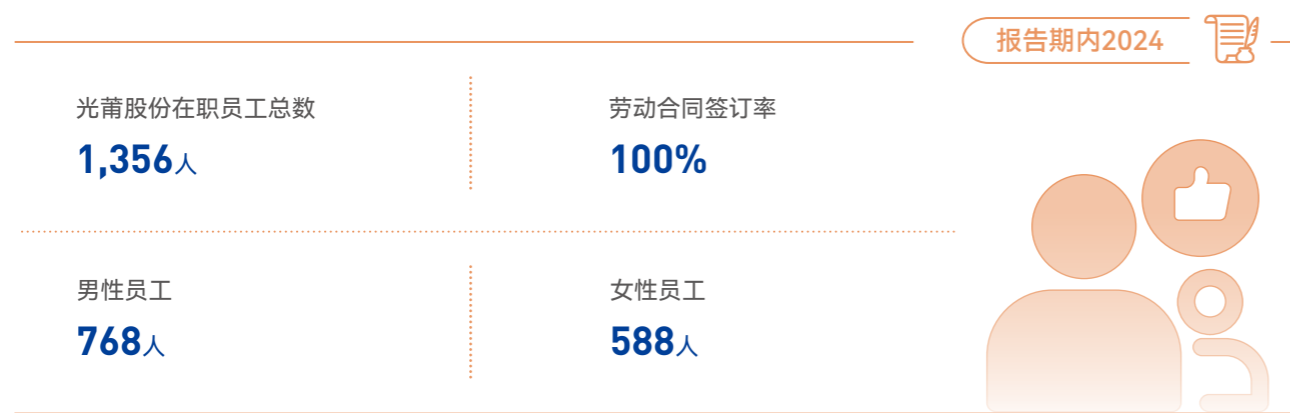 报告期内2024
光莆股份在职员工总数
1,356人
劳动合同签订率
100%
男性员工
768人
女性员工
588人